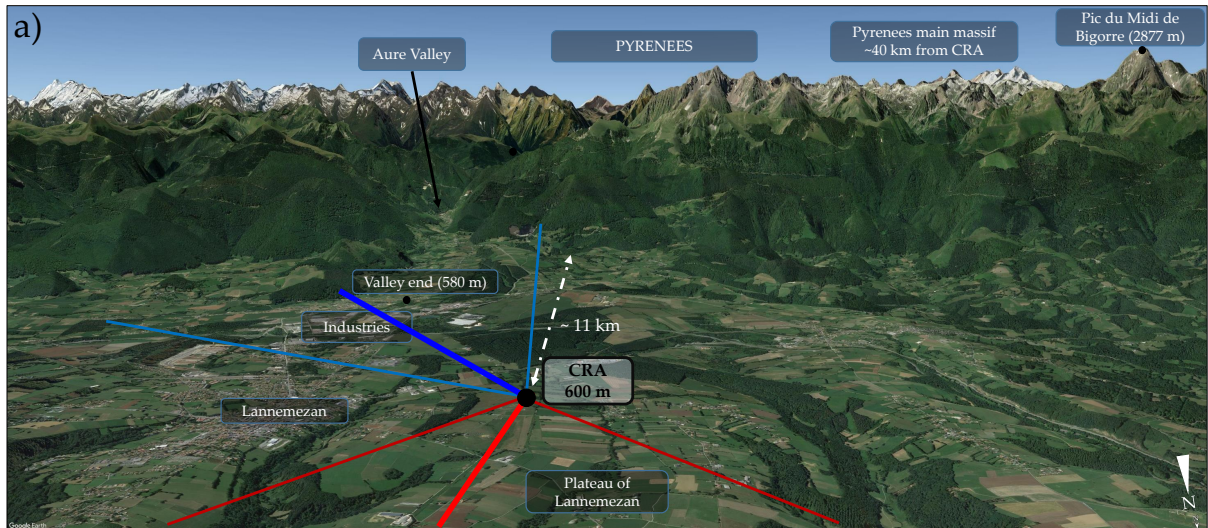 a)
Aure Valley
PYRENEES
Pyrenees main massif
~40 km from CRA
Pic du Midi de
Bigorre (2877 m)
Valley end (580 m)
Industries
~ 11 km
CRA
600 m
Lannemezan
Plateau of
Lannemezan
N
Google Earth